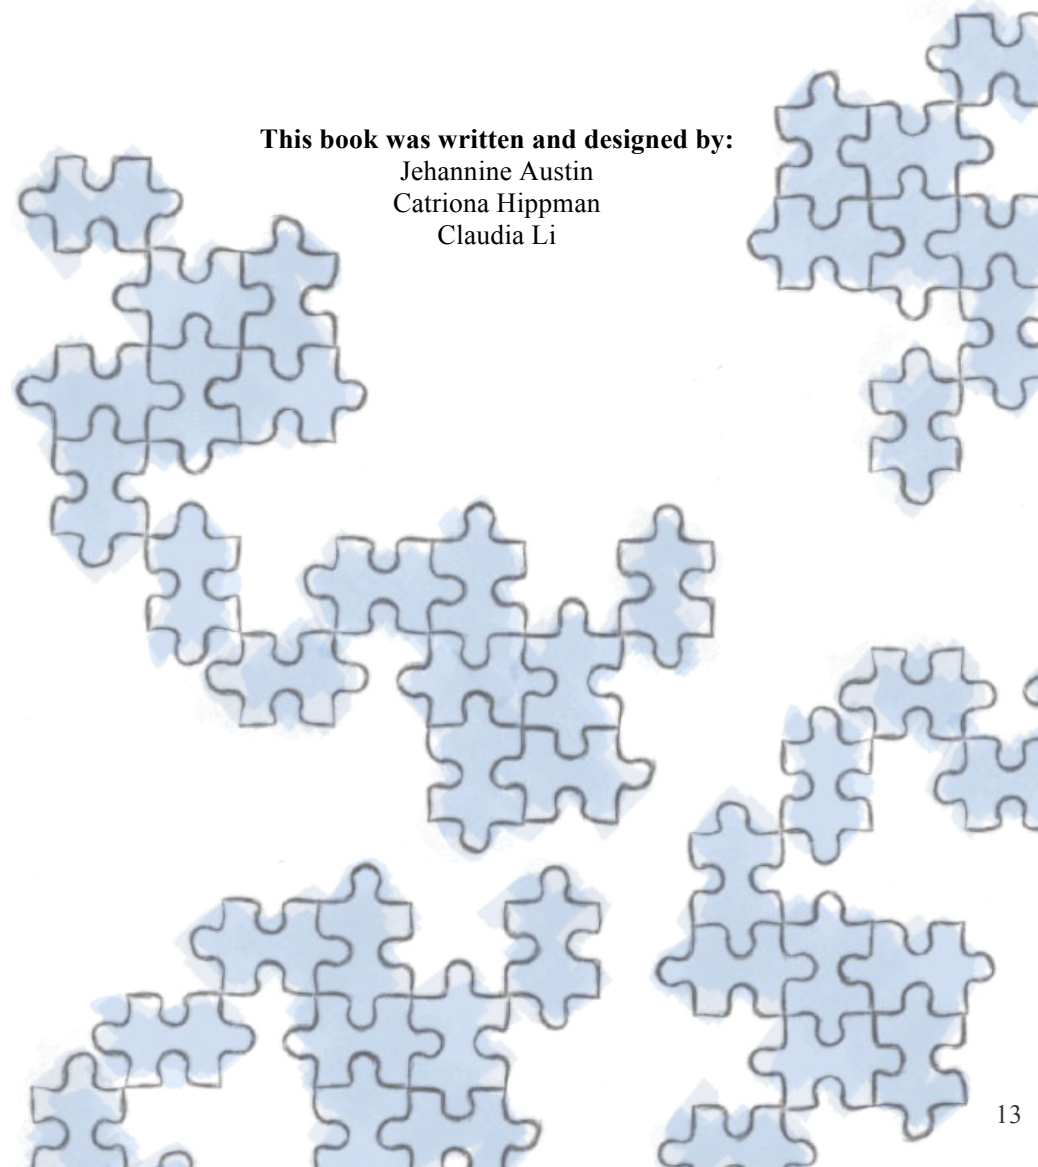 This book was written and designed by:
Jehannine Austin
Catriona Hippman
Claudia Li
13